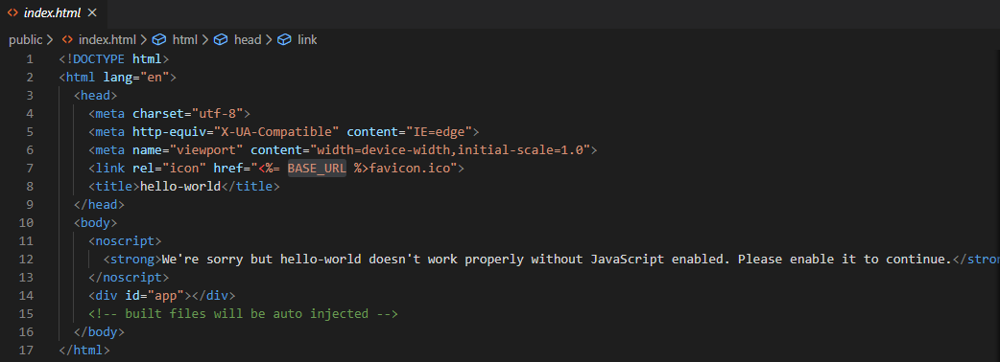 index.html
public > index.html > html > head > link
1 <!DOCTYPE html>
2 <html lang="en">
3 <head>
4 <meta charset="utf-8">
5 <meta http-equiv="X-UA-Compatible" content="IE=edge">
6 <meta name="viewport" content="width=device-width,initial-scale=1.0">
7 <link rel="icon" href="<%= BASE_URL %>favicon.ico">
8 <title>hello-world</title>
9 </head>
10 <body>
11 <noscript>
12 <strong>We're sorry but hello-world doesn't work properly without JavaScript enabled. Please enable it to continue.</stron
13 </noscript>
14 <div id="app"></div>
15 <!-- built files will be auto injected -->
16 </body>
17 </html>